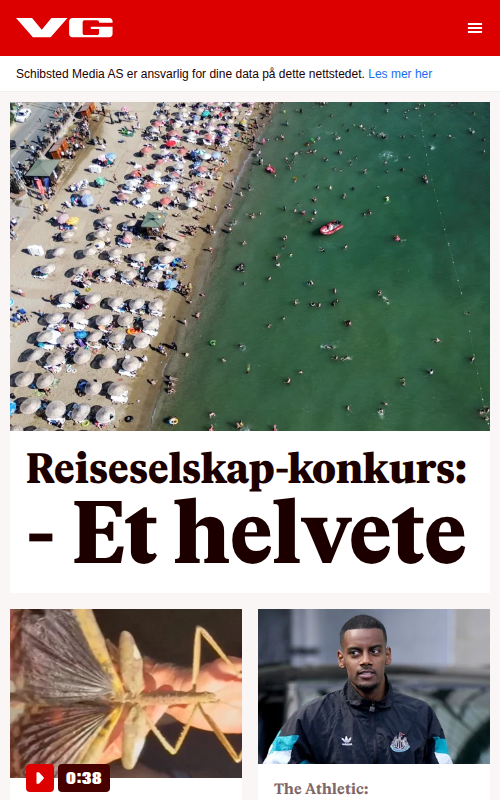 VG
Schibsted Media AS er ansvarlig for dine data på dette nettstedet. Les mer her
Reiseselskap-konkurs:
- Et helvete
0:38
The Athletic: